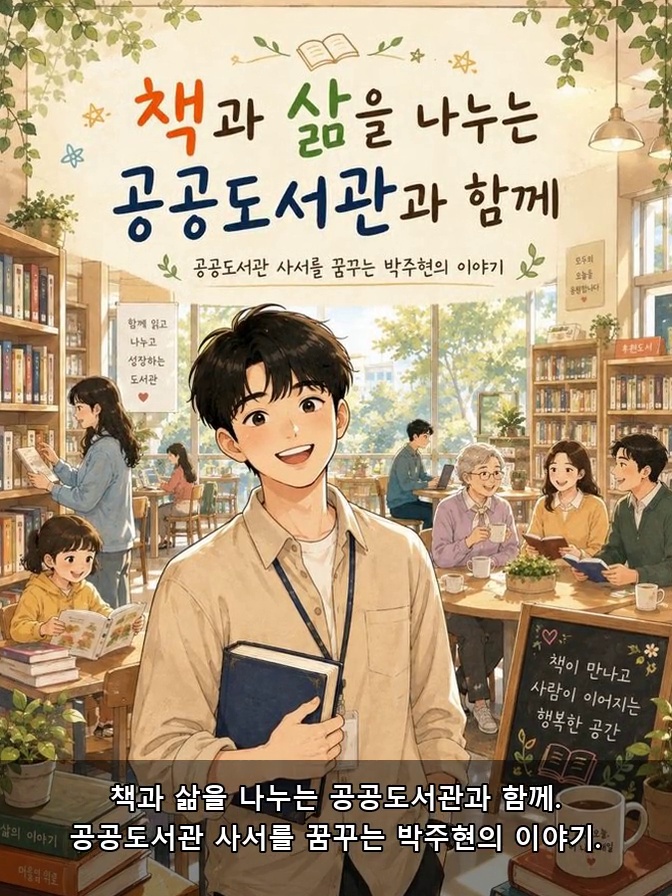 책과 삶을 나누는
공공도서관과 함께
공공도서관 사서를 꿈꾸는 박주현의 이야기
모두의
오늘을
응원합니다
함께 읽고
나누고
성장하는
도서관
추천도서
책이 만나고
사람이 이어지는
행복한 공간
책과 삶을 나누는 공공도서관과 함께.
공공도서관 사서를 꿈꾸는 박주현의 이야기.
삶의 이야기